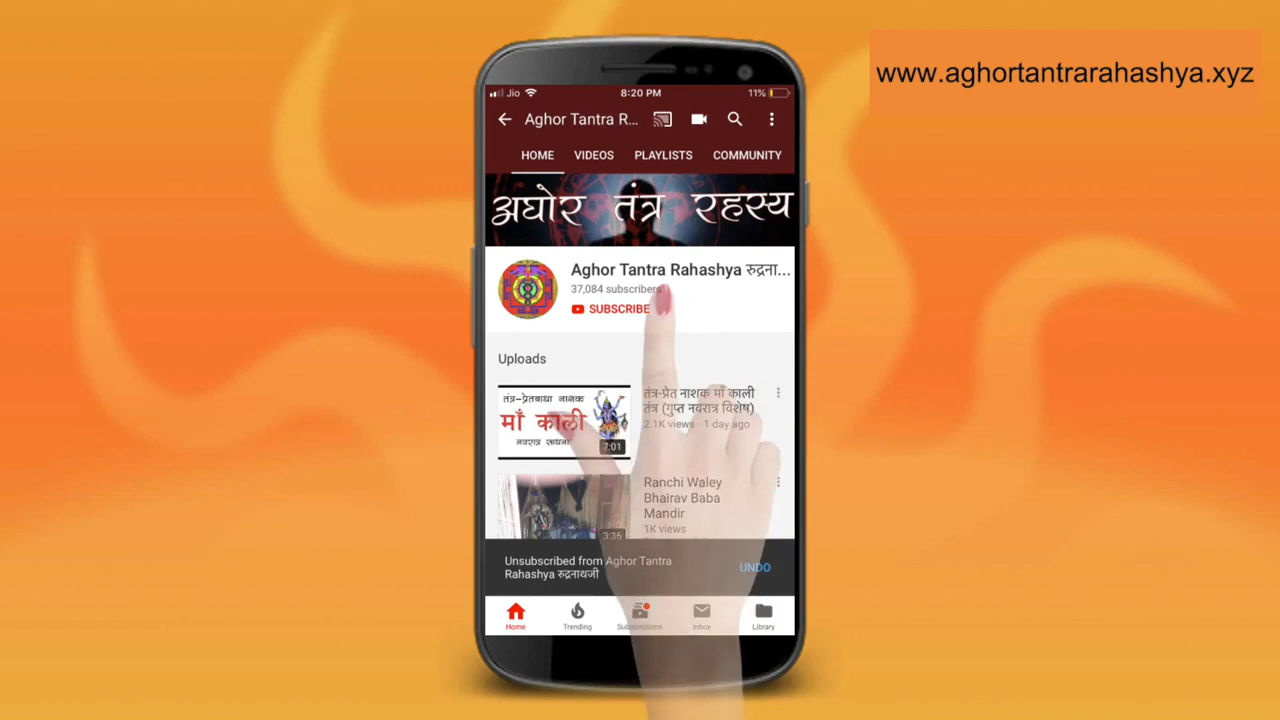 www.aghortantrarahashya.xyz
Jio 8:20 PM 11%
Aghor Tantra R...
HOME VIDEOS PLAYLISTS COMMUNITY
अघोर तंत्र रहस्य
Aghor Tantra Rahashya रुद्रना...
37,084 subscribers
SUBSCRIBE
Uploads
तंत्र-प्रेतबाधा नाशक
माँ काली
नवरात्र साधना
7:01
तंत्र-प्रेत नाशक माँ काली
तंत्र (गुप्त नवरात्र विशेष)
2.1K views · 1 day ago
Ranchi Waley
Bhairav Baba
Mandir
1K views
3:36
Unsubscribed from Aghor Tantra
Rahashya रुद्रनाथजी
UNDO
Home Trending Subscriptions Inbox Library